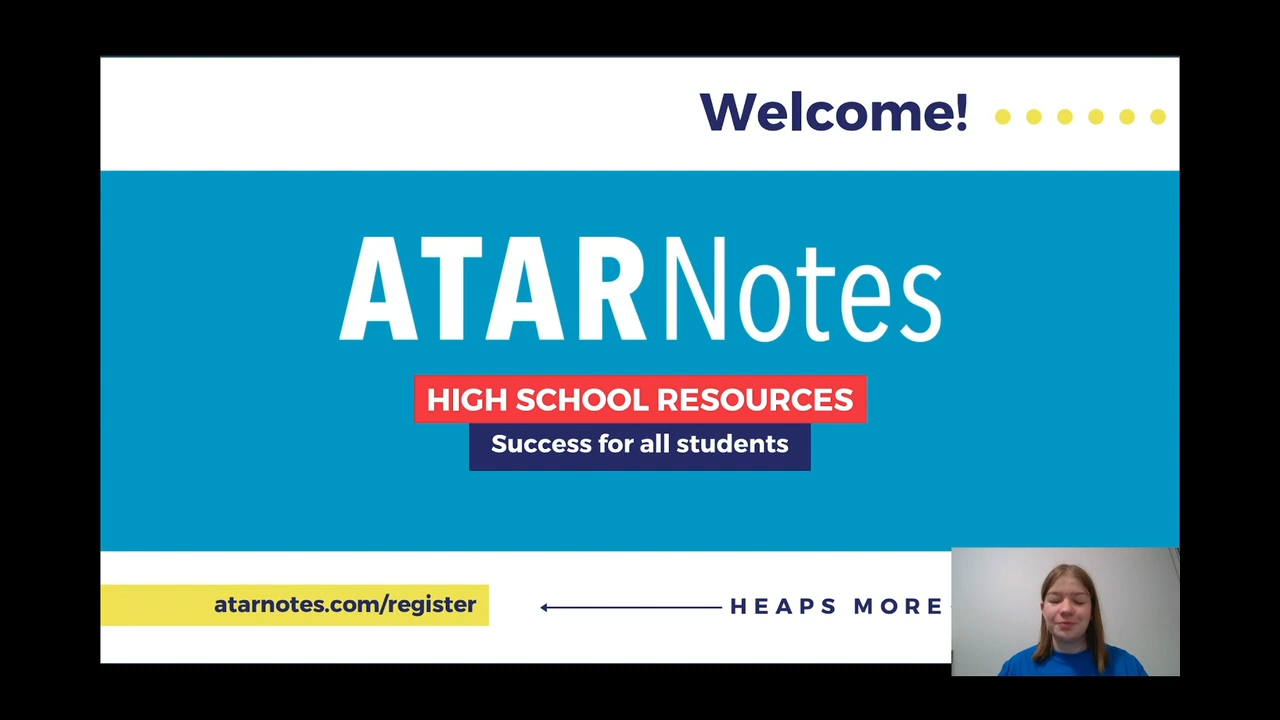 Welcome!
ATARNotes
HIGH SCHOOL RESOURCES
Success for all students
atarnotes.com/register
HEAPS MORE